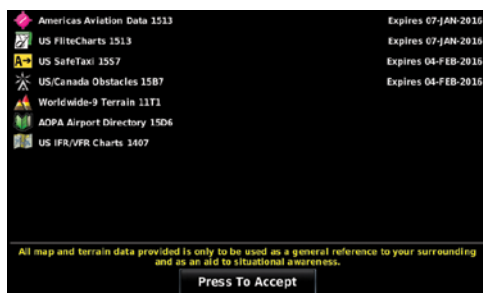 Americas Aviation Data 1513 Expires 07-JAN-2016
US FliteCharts 1513 Expires 07-JAN-2016
A→ US SafeTaxi 15S7 Expires 04-FEB-2016
US/Canada Obstacles 15B7 Expires 04-FEB-2016
Worldwide-9 Terrain 11T1
AOPA Airport Directory 15D6
US IFR/VFR Charts 1407
All map and terrain data provided is only to be used as a general reference to your surrounding
and as an aid to situational awareness.
Press To Accept